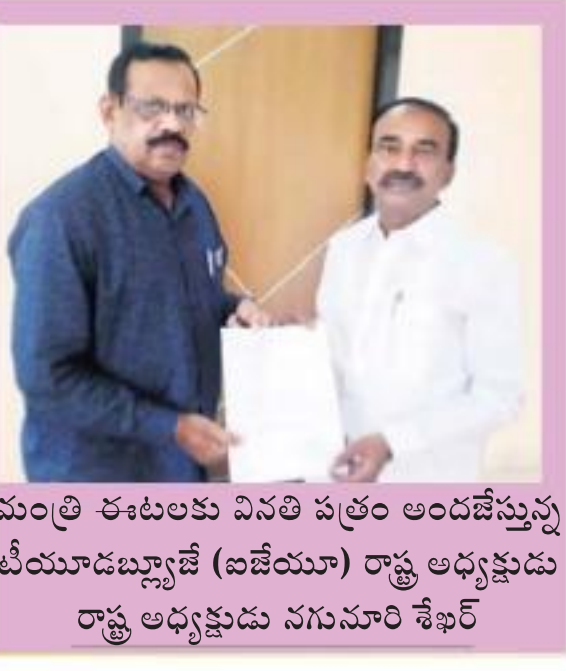 మంత్రి ఈటలకు వినతి పత్రం అందజేస్తున్న
టీయూడబ్ల్యూజే (ఐజేయూ) రాష్ట్ర అధ్యక్షుడు
రాష్ట్ర అధ్యక్షుడు నగునూరి శేఖర్